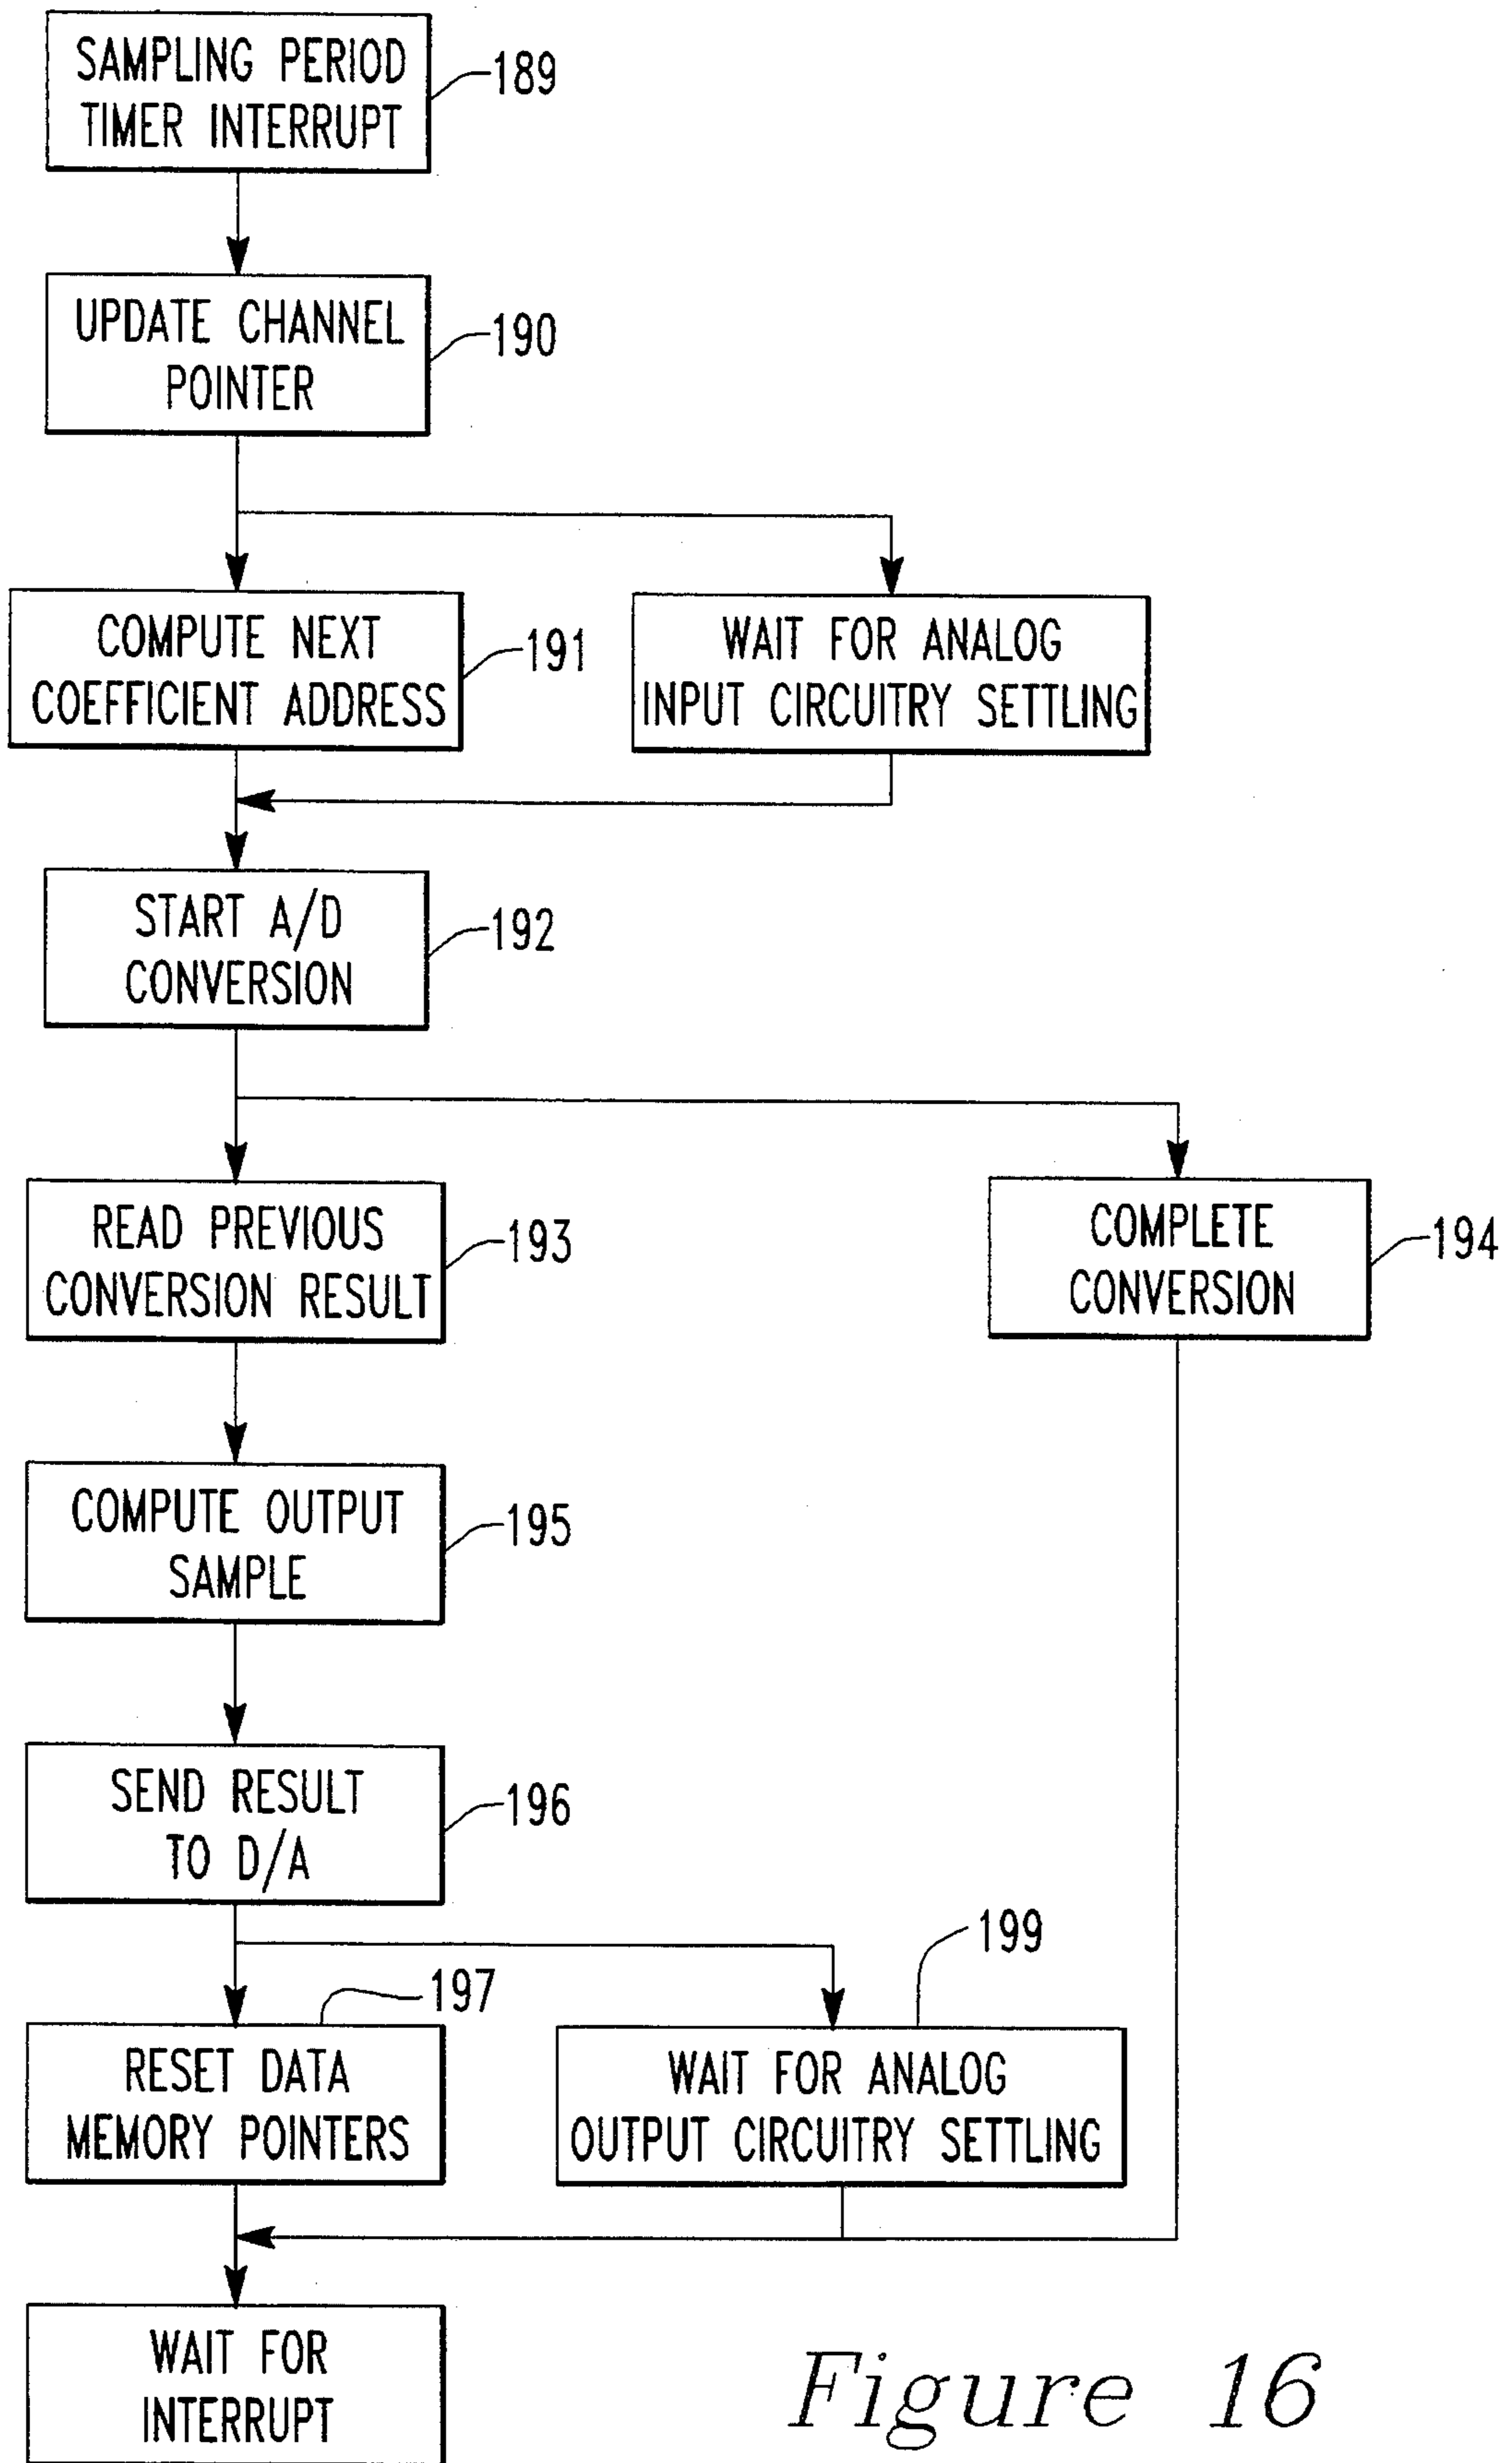 SAMPLING PERIOD
TIMER INTERRUPT
189
UPDATE CHANNEL
POINTER
190
COMPUTE NEXT
COEFFICIENT ADDRESS
191
WAIT FOR ANALOG
INPUT CIRCUITRY SETTLING
START A/D
CONVERSION
192
READ PREVIOUS
CONVERSION RESULT
193
COMPLETE
CONVERSION
194
COMPUTE OUTPUT
SAMPLE
195
SEND RESULT
TO D/A
196
197
199
RESET DATA
MEMORY POINTERS
WAIT FOR ANALOG
OUTPUT CIRCUITRY SETTLING
WAIT FOR
INTERRUPT
Figure 16